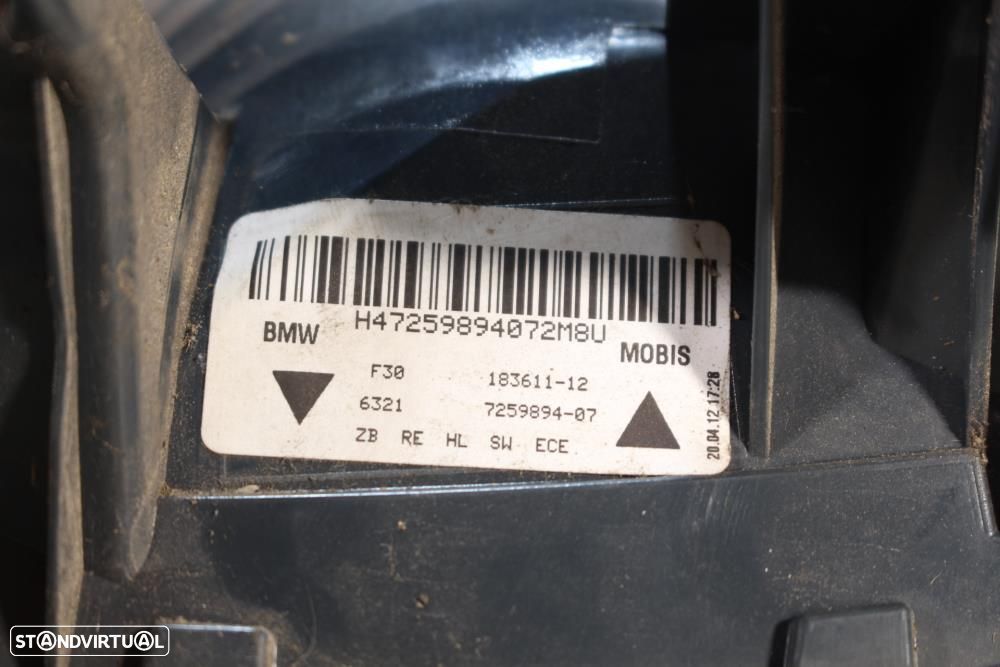 H47259894072M8U
BMW
MOBIS
F30 183611-12
6321 7259894-07
ZB RE HL SW ECE
20.04.12 17:28
STANDVIRTUAL